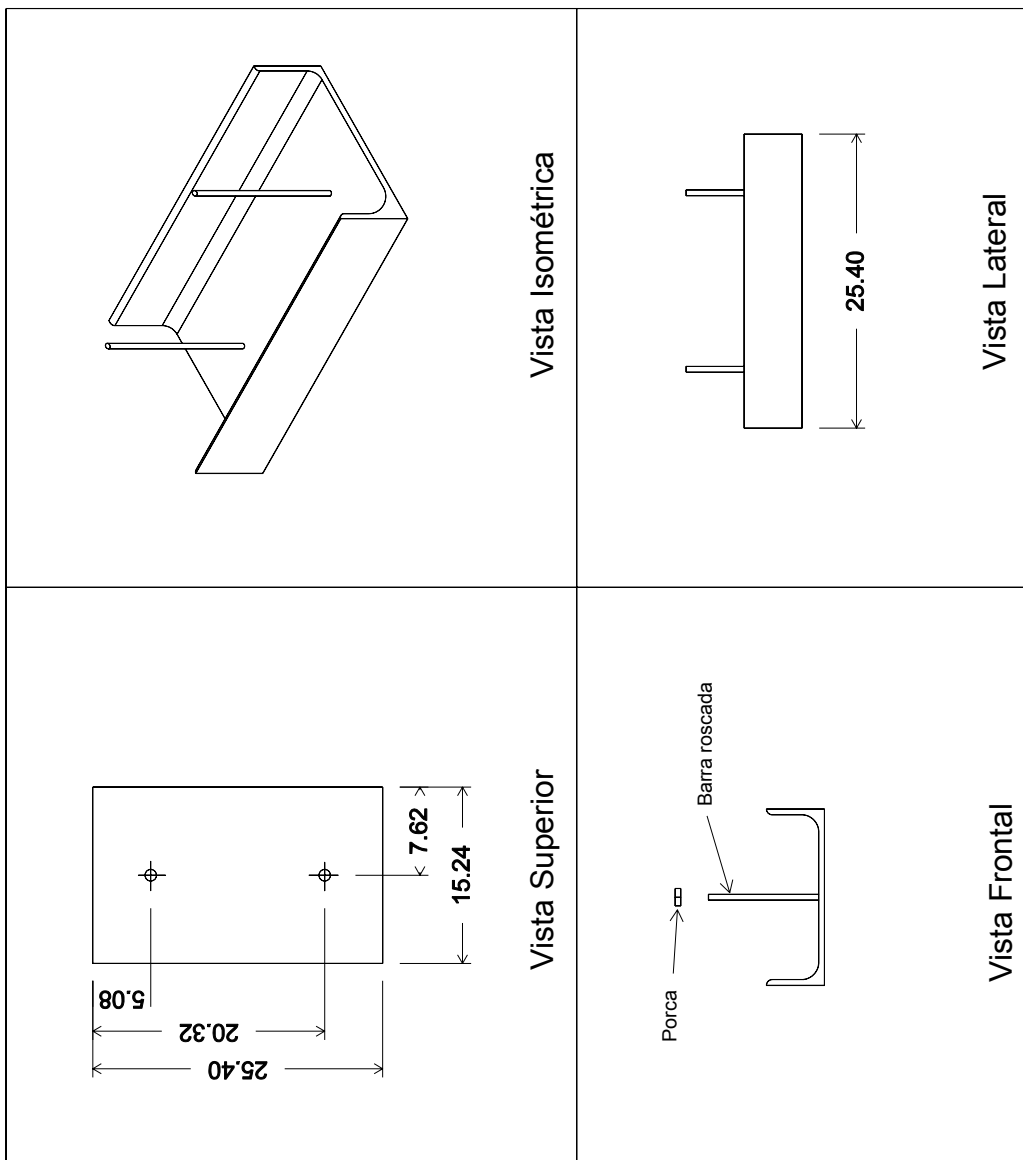 5.08
20.32
25.40
7.62
15.24
Vista Superior
Vista Isométrica
Porca
Barra roscada
Vista Frontal
25.40
Vista Lateral